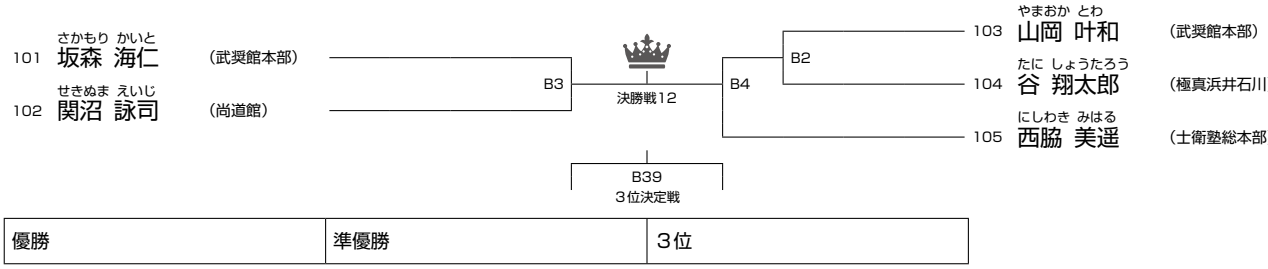 さかもり かいと
101 坂森 海仁 （武奨館本部）
せきぬま えいじ
102 関沼 詠司 （尚道館）
B3
決勝戦12
B4
B2
やまおか とわ
103 山岡 叶和 （武奨館本部）
たに しょうたろう
104 谷 翔太郎 （極真浜井石川
にしわき みはる
105 西脇 美遥 （士衛塾総本部
B39
3位決定戦
優勝 準優勝 3位